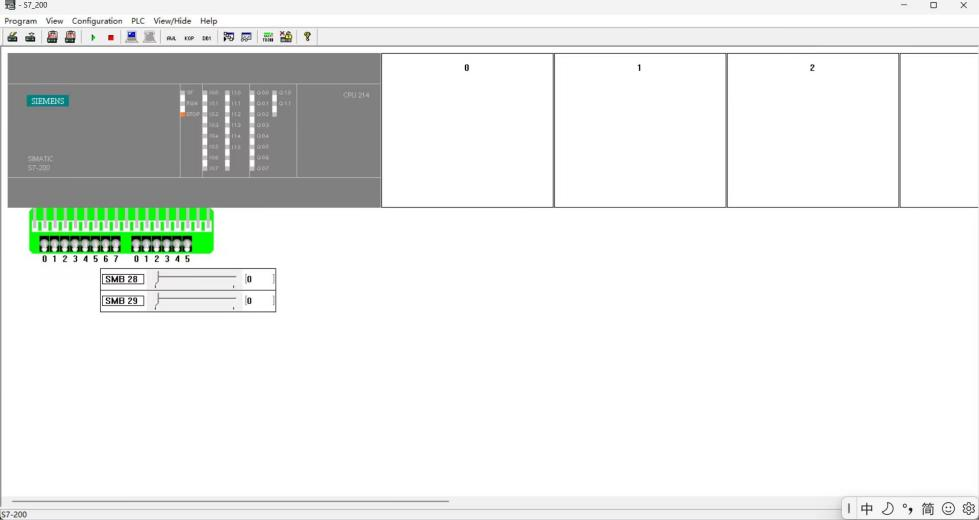 - S7_200
Program View Configuration PLC View/Hide Help
AWL KOP DB1
0 1 2
SIEMENS
CPU 214
SF I0.0 I1.0 Q0.0 Q1.0
RUN I0.1 I1.1 Q0.1 Q1.1
STOP I0.2 I1.2 Q0.2
I0.3 I1.3 Q0.3
I0.4 I1.4 Q0.4
I0.5 I1.5 Q0.5
I0.6 Q0.6
I0.7 Q0.7
SIMATIC
S7-200
0 1 2 3 4 5 6 7 0 1 2 3 4 5
SMB 28 0
SMB 29 0
S7-200
中 简